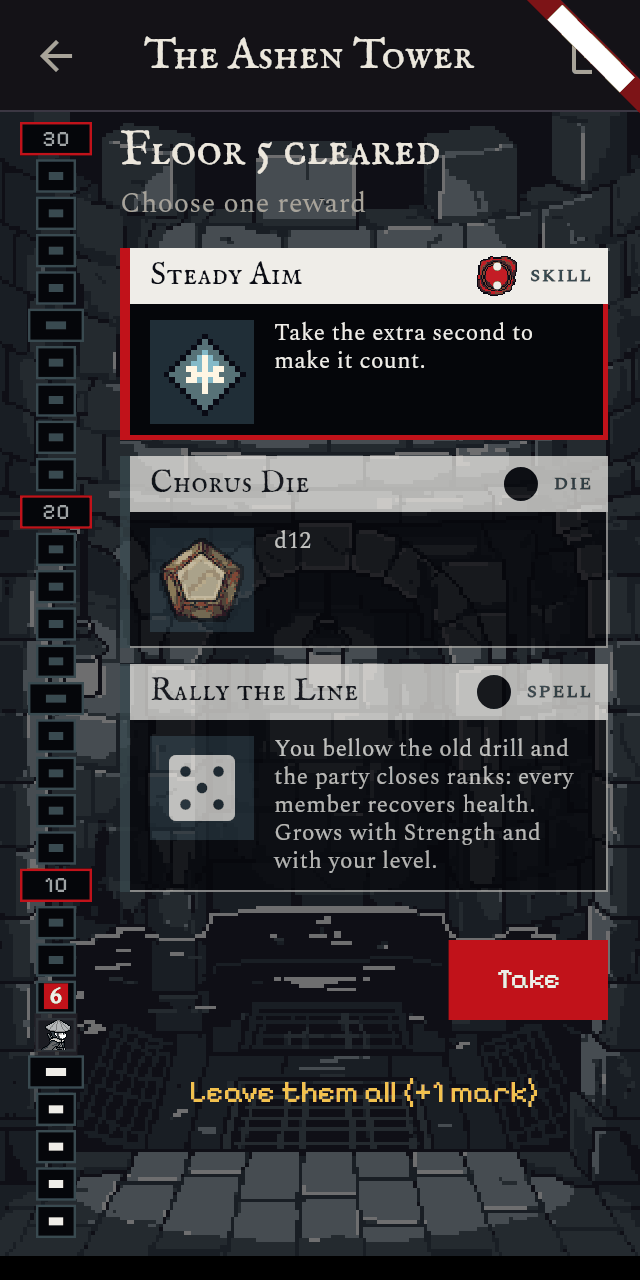 The Ashen Tower
30
Floor 5 cleared
Choose one reward
Steady Aim
SKILL
Take the extra second to
make it count.
Chorus Die
DIE
d12
20
Rally the Line
SPELL
You bellow the old drill and
the party closes ranks: every
member recovers health.
Grows with Strength and
with your level.
10
6
Take
Leave them all (+1 mark)